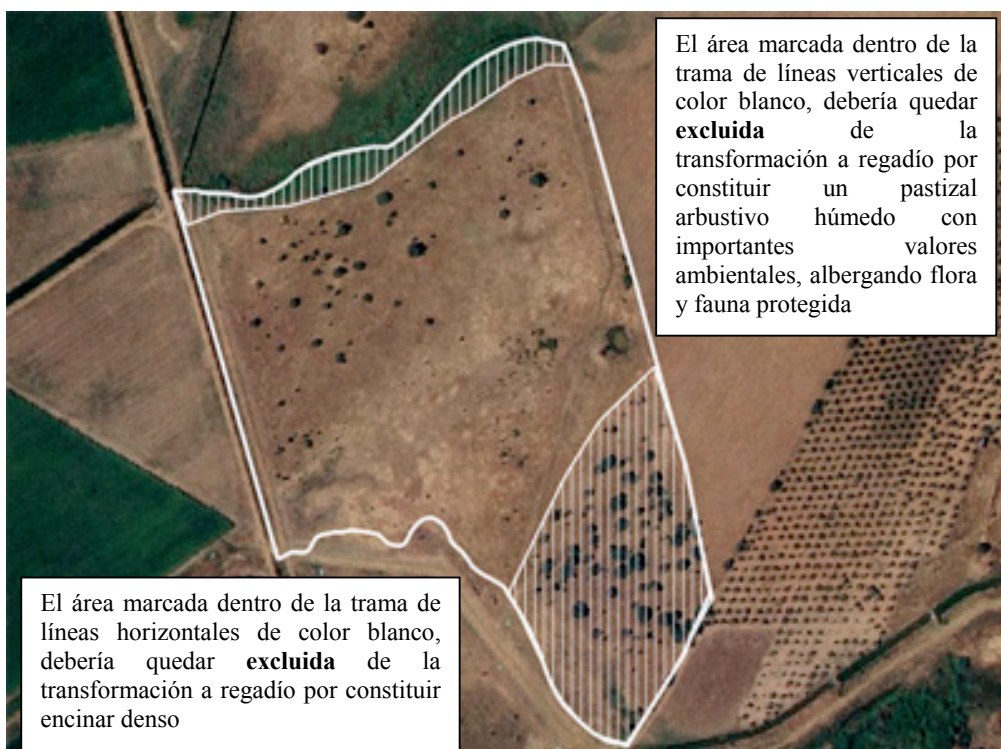 El área marcada dentro de la
trama de líneas verticales de
color blanco, debería quedar
excluida de la
transformación a regadío por
constituir un pastizal
arbustivo húmedo con
importantes valores
ambientales, albergando flora
y fauna protegida
El área marcada dentro de la trama de
líneas horizontales de color blanco,
debería quedar excluida de la
transformación a regadío por constituir
encinar denso